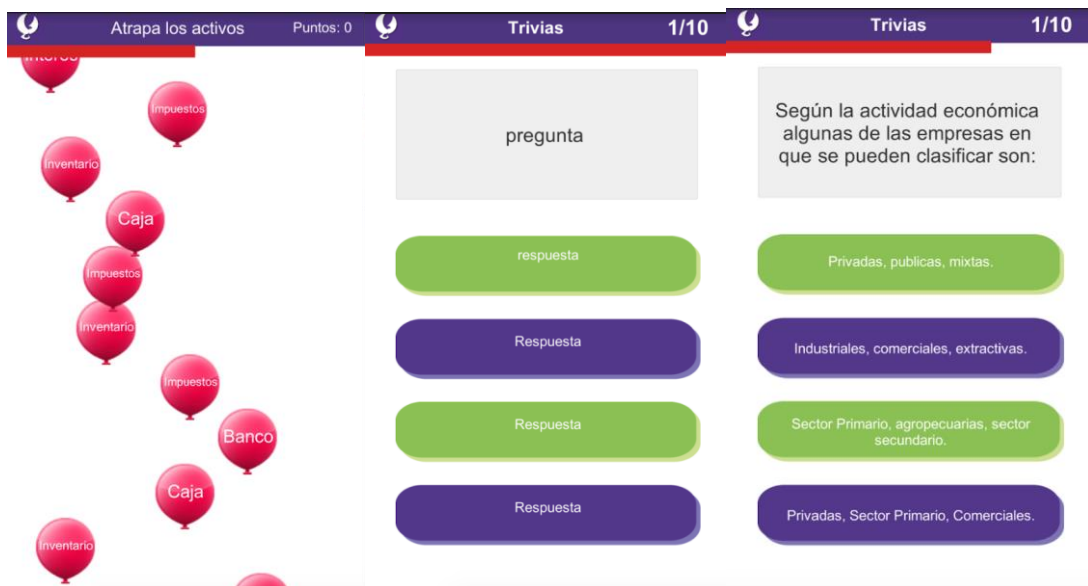 Atrapa los activos
Puntos: 0
Interés
Impuestos
Inventario
Caja
Impuestos
Inventario
Impuestos
Banco
Caja
Inventario
Trivias
1/10
pregunta
respuesta
Respuesta
Respuesta
Respuesta
Trivias
1/10
Según la actividad económica
algunas de las empresas en
que se pueden clasificar son:
Privadas, publicas, mixtas.
Industriales, comerciales, extractivas.
Sector Primario, agropecuarias, sector
secundario.
Privadas, Sector Primario, Comerciales.